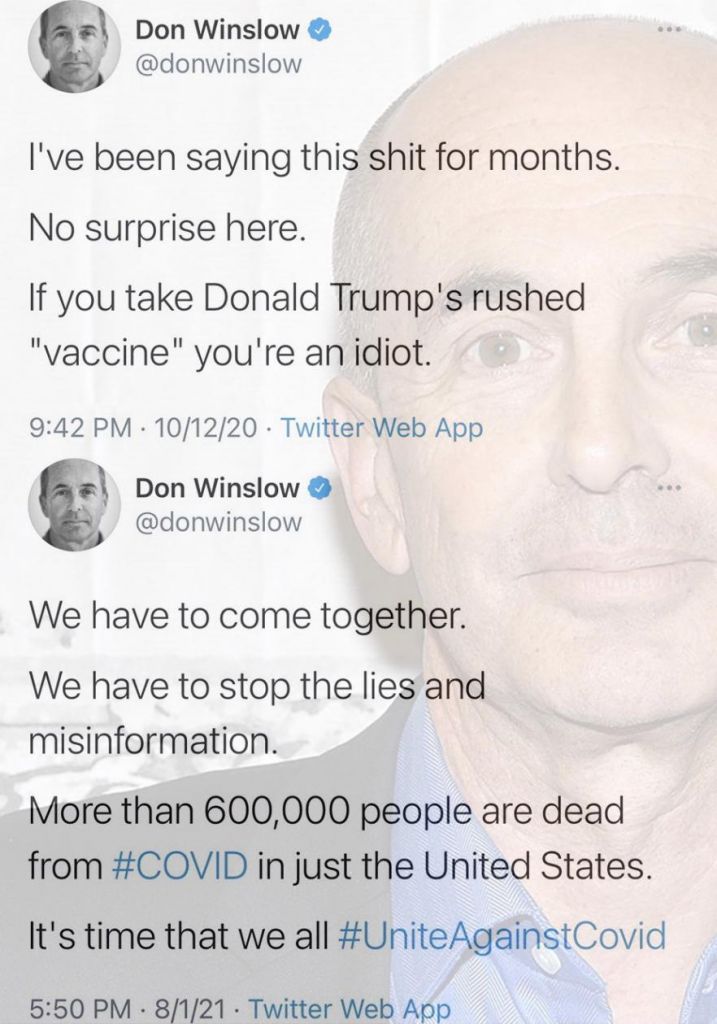 Don Winslow
@donwinslow
I've been saying this shit for months.
No surprise here.
If you take Donald Trump's rushed
"vaccine" you're an idiot.
9:42 PM · 10/12/20 · Twitter Web App
Don Winslow
@donwinslow
We have to come together.
We have to stop the lies and
misinformation.
More than 600,000 people are dead
from #COVID in just the United States.
It's time that we all #UniteAgainstCovid
5:50 PM · 8/1/21 · Twitter Web App